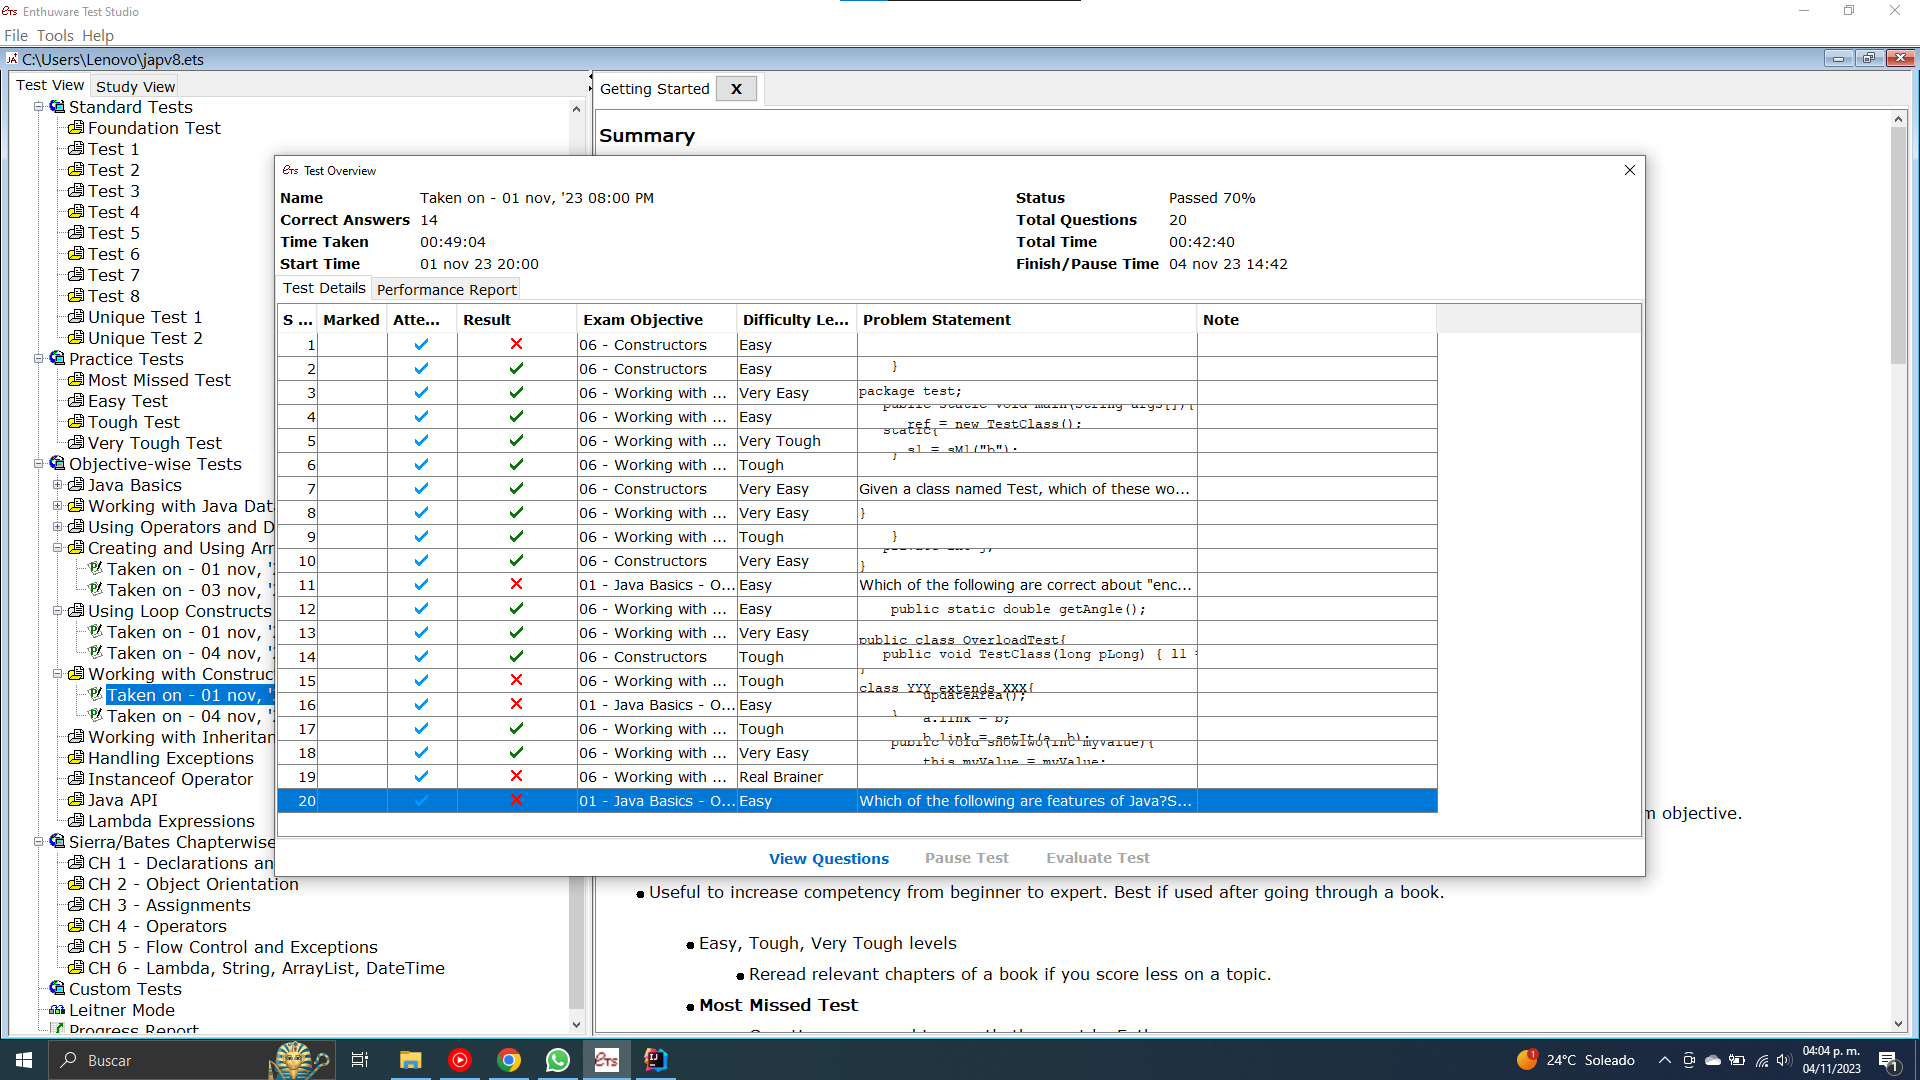 Enthuware Test Studio
File Tools Help
C:\Users\Lenovo\japv8.ets
Test View Study View
Standard Tests
Foundation Test
Test 1
Test 2
Test 3
Test 4
Test 5
Test 6
Test 7
Test 8
Unique Test 1
Unique Test 2
Practice Tests
Most Missed Test
Easy Test
Tough Test
Very Tough Test
Objective-wise Tests
Java Basics
Working with Java Dat
Using Operators and D
Creating and Using Arr
Taken on - 01 nov, '
Taken on - 03 nov, '
Using Loop Constructs
Taken on - 01 nov, '
Taken on - 04 nov, '
Working with Construc
Taken on - 01 nov, '
Taken on - 04 nov, '
Working with Inheritan
Handling Exceptions
Instanceof Operator
Java API
Lambda Expressions
Sierra/Bates Chapterwise
CH 1 - Declarations an
CH 2 - Object Orientation
CH 3 - Assignments
CH 4 - Operators
CH 5 - Flow Control and Exceptions
CH 6 - Lambda, String, ArrayList, DateTime
Custom Tests
Leitner Mode
Progress Report
Getting Started X
Summary
ETS Test Overview
Name Taken on - 01 nov, '23 08:00 PM Status Passed 70%
Correct Answers 14 Total Questions 20
Time Taken 00:49:04 Total Time 00:42:40
Start Time 01 nov 23 20:00 Finish/Pause Time 04 nov 23 14:42
Test Details Performance Report
S ... Marked Atte... Result Exam Objective Difficulty Le... Problem Statement Note
1 06 - Constructors Easy
2 06 - Constructors Easy }
3 06 - Working with ... Very Easy package test;
4 06 - Working with ... Easy public static void main(String args[]){
ref = new TestClass();
5 06 - Working with ... Very Tough static{
s1 = sM1("b");
6 06 - Working with ... Tough }
7 06 - Constructors Very Easy Given a class named Test, which of these wo...
8 06 - Working with ... Very Easy }
9 06 - Working with ... Tough }
10 06 - Constructors Very Easy private int j;
}
11 01 - Java Basics - O... Easy Which of the following are correct about "enc...
12 06 - Working with ... Easy public static double getAngle();
13 06 - Working with ... Very Easy public class OverloadTest{
14 06 - Constructors Tough public void TestClass(long pLong) { ll =
15 06 - Working with ... Tough }
class YYY extends XXX{
16 01 - Java Basics - O... Easy updateArea();
}
17 06 - Working with ... Tough a.link = b;
b.link = setIt(a, b);
18 06 - Working with ... Very Easy public void showTwo(int myValue){
this.myValue = myValue;
19 06 - Working with ... Real Brainer
20 01 - Java Basics - O... Easy Which of the following are features of Java?S...
View Questions Pause Test Evaluate Test
m objective.
Useful to increase competency from beginner to expert. Best if used after going through a book.
Easy, Tough, Very Tough levels
Reread relevant chapters of a book if you score less on a topic.
Most Missed Test
Buscar
ETS
24°C Soleado
04:04 p. m.
04/11/2023